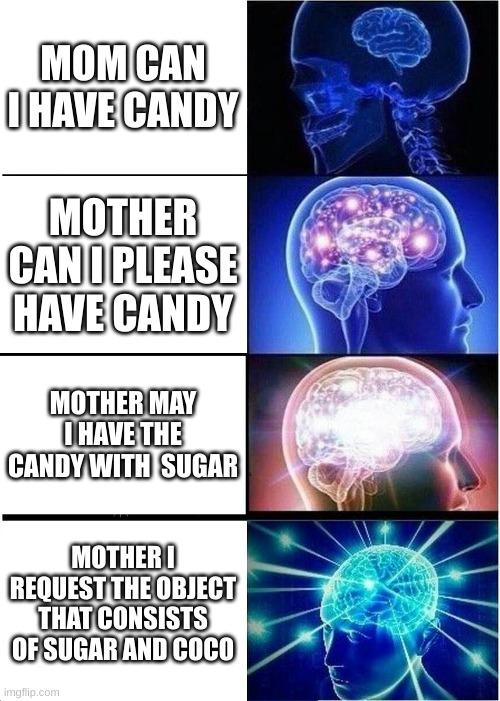 MOM CAN
I HAVE CANDY
MOTHER
CAN I PLEASE
HAVE CANDY
MOTHER MAY
I HAVE THE
CANDY WITH  SUGAR
MOTHER I
REQUEST THE OBJECT
THAT CONSISTS
OF SUGAR AND COCO
imgflip.com